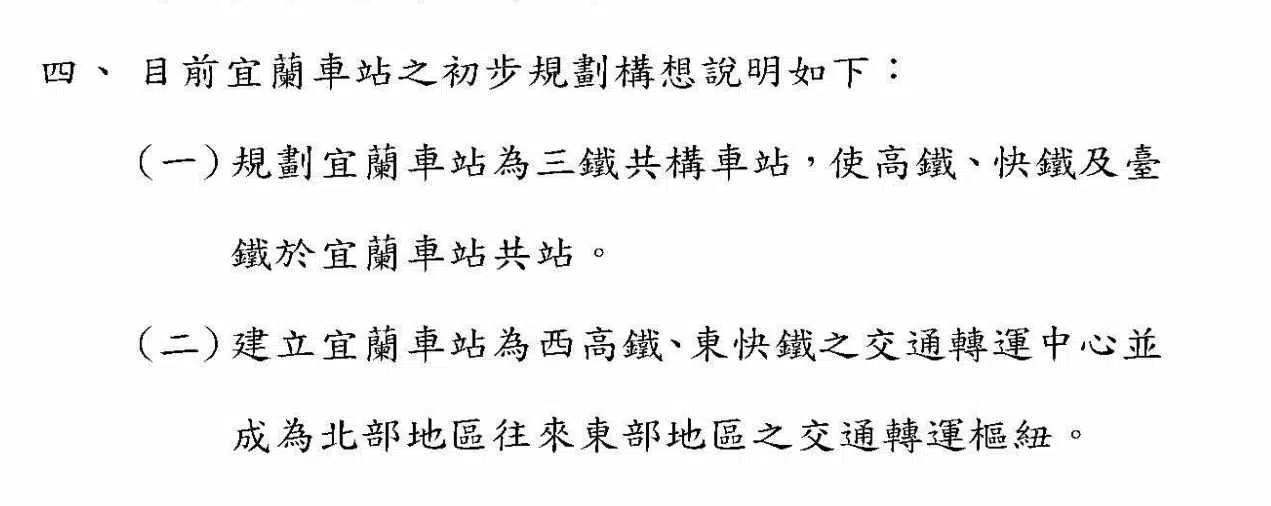 四、目前宜蘭車站之初步規劃構想說明如下：
(一)規劃宜蘭車站為三鐵共構車站，使高鐵、快鐵及臺
鐵於宜蘭車站共站。
(二)建立宜蘭車站為西高鐵、東快鐵之交通轉運中心並
成為北部地區往來東部地區之交通轉運樞紐。